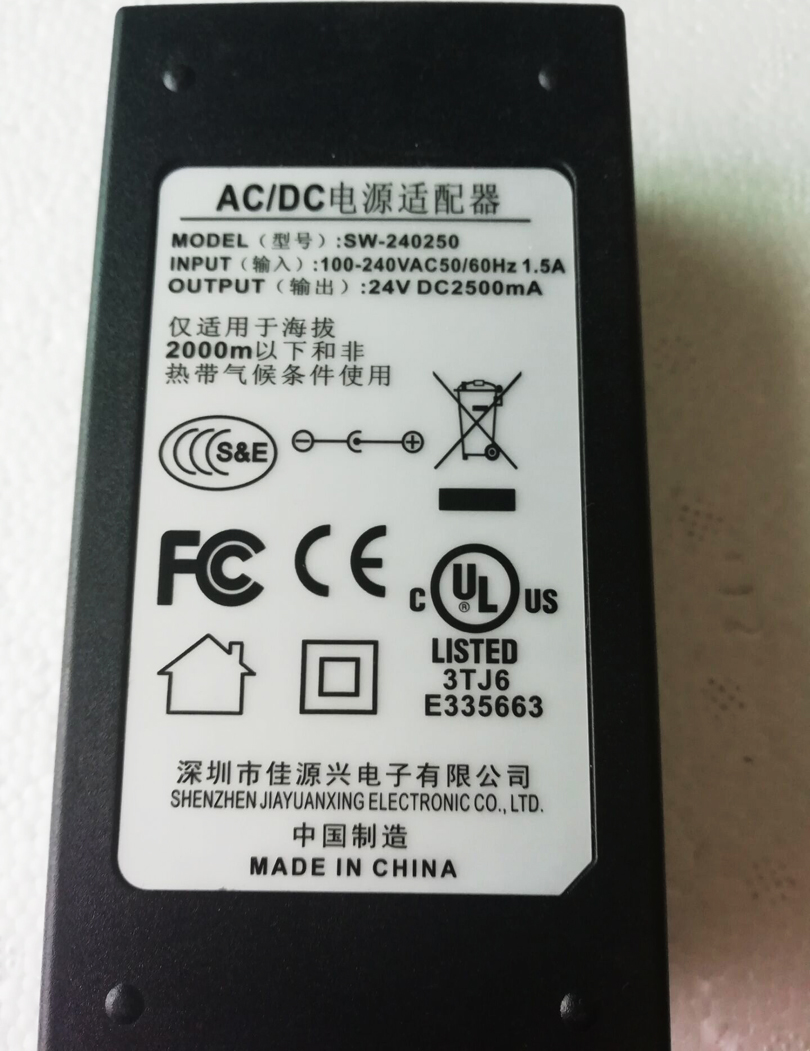 AC/DC电源适配器
MODEL（型号）:SW-240250
INPUT（输入）:100-240VAC50/60Hz 1.5A
OUTPUT（输出）:24V DC2500mA
仅适用于海拔
2000m以下和非
热带气候条件使用
S&E
FC CE
C UL® US
LISTED
3TJ6
E335663
深圳市佳源兴电子有限公司
SHENZHEN JIAYUANXING ELECTRONIC CO., LTD.
中国制造
MADE IN CHINA